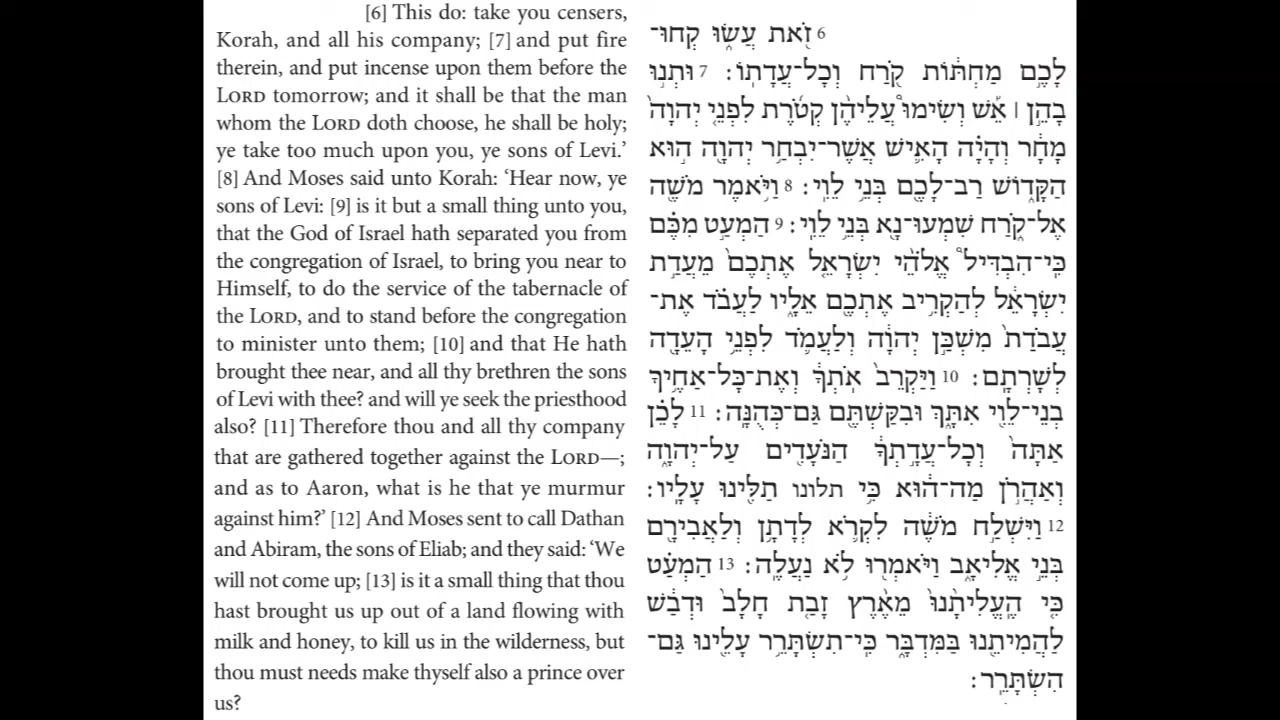 [6] This do: take you censers,
Korah, and all his company; [7] and put fire
therein, and put incense upon them before the
LORD tomorrow; and it shall be that the man
whom the LORD doth choose, he shall be holy;
ye take too much upon you, ye sons of Levi.’
[8] And Moses said unto Korah: ‘Hear now, ye
sons of Levi: [9] is it but a small thing unto you,
that the God of Israel hath separated you from
the congregation of Israel, to bring you near to
Himself, to do the service of the tabernacle of
the LORD, and to stand before the congregation
to minister unto them; [10] and that He hath
brought thee near, and all thy brethren the sons
of Levi with thee? and will ye seek the priesthood
also? [11] Therefore thou and all thy company
that are gathered together against the LORD—;
and as to Aaron, what is he that ye murmur
against him?’ [12] And Moses sent to call Dathan
and Abiram, the sons of Eliab; and they said: ‘We
will not come up; [13] is it a small thing that thou
hast brought us up out of a land flowing with
milk and honey, to kill us in the wilderness, but
thou must needs make thyself also a prince over
us?
6 זֹ֖את עֲשׂ֑וּ קְחוּ־
לָכֶ֣ם מַחְתּ֔וֹת קֹ֖רַח וְכָל־עֲדָתֽוֹ׃ 7 וּתְנ֣וּ
בָהֵ֣ן ׀ אֵ֡שׁ וְשִׂימוּ֩ עֲלֵיהֶ֨ן קְטֹ֜רֶת לִפְנֵ֤י יְהוָה֙
מָחָ֔ר וְהָיָ֗ה הָאִ֛ישׁ אֲשֶׁר־יִבְחַ֥ר יְהוָ֖ה ה֣וּא
הַקָּד֑וֹשׁ רַב־לָכֶ֖ם בְּנֵ֥י לֵוִֽי׃ 8 וַיֹּ֥אמֶר מֹשֶׁ֖ה
אֶל־קֹ֑רַח שִׁמְעוּ־נָ֖א בְּנֵ֥י לֵוִֽי׃ 9 הַמְעַ֣ט מִכֶּ֗ם
כִּֽי־הִבְדִּיל֩ אֱלֹהֵ֨י יִשְׂרָאֵ֤ל אֶתְכֶם֙ מֵעֲדַ֣ת
יִשְׂרָאֵ֔ל לְהַקְרִ֥יב אֶתְכֶ֖ם אֵלָ֑יו לַעֲבֹ֗ד אֶת־
עֲבֹדַת֙ מִשְׁכַּ֣ן יְהוָ֔ה וְלַעֲמֹ֛ד לִפְנֵ֥י הָעֵדָ֖ה
לְשָׁרְתָֽם׃ 10 וַיַּקְרֵב֙ אֹֽתְךָ֔ וְאֶת־כָּל־אַחֶ֥יךָ
בְנֵי־לֵוִ֖י אִתָּ֑ךְ וּבִקַּשְׁתֶּ֖ם גַּם־כְּהֻנָּֽה׃ 11 לָכֵ֗ן
אַתָּה֙ וְכָל־עֲדָ֣תְךָ֔ הַנֹּעָדִ֖ים עַל־יְהוָ֑ה
וְאַהֲרֹ֣ן מַה־ה֔וּא כִּ֥י תלונו תַלִּ֖ינוּ עָלָֽיו׃
12 וַיִּשְׁלַ֣ח מֹשֶׁ֔ה לִקְרֹ֛א לְדָתָ֥ן וְלַאֲבִירָ֖ם
בְּנֵ֣י אֱלִיאָ֑ב וַיֹּאמְר֖וּ לֹ֥א נַעֲלֶֽה׃ 13 הַמְעַ֗ט
כִּ֤י הֶֽעֱלִיתָ֙נוּ֙ מֵאֶ֨רֶץ זָבַ֤ת חָלָב֙ וּדְבַ֔שׁ
לַהֲמִיתֵ֖נוּ בַּמִּדְבָּ֑ר כִּֽי־תִשְׂתָּרֵ֥ר עָלֵ֖ינוּ גַּם־
הִשְׂתָּרֵֽר׃